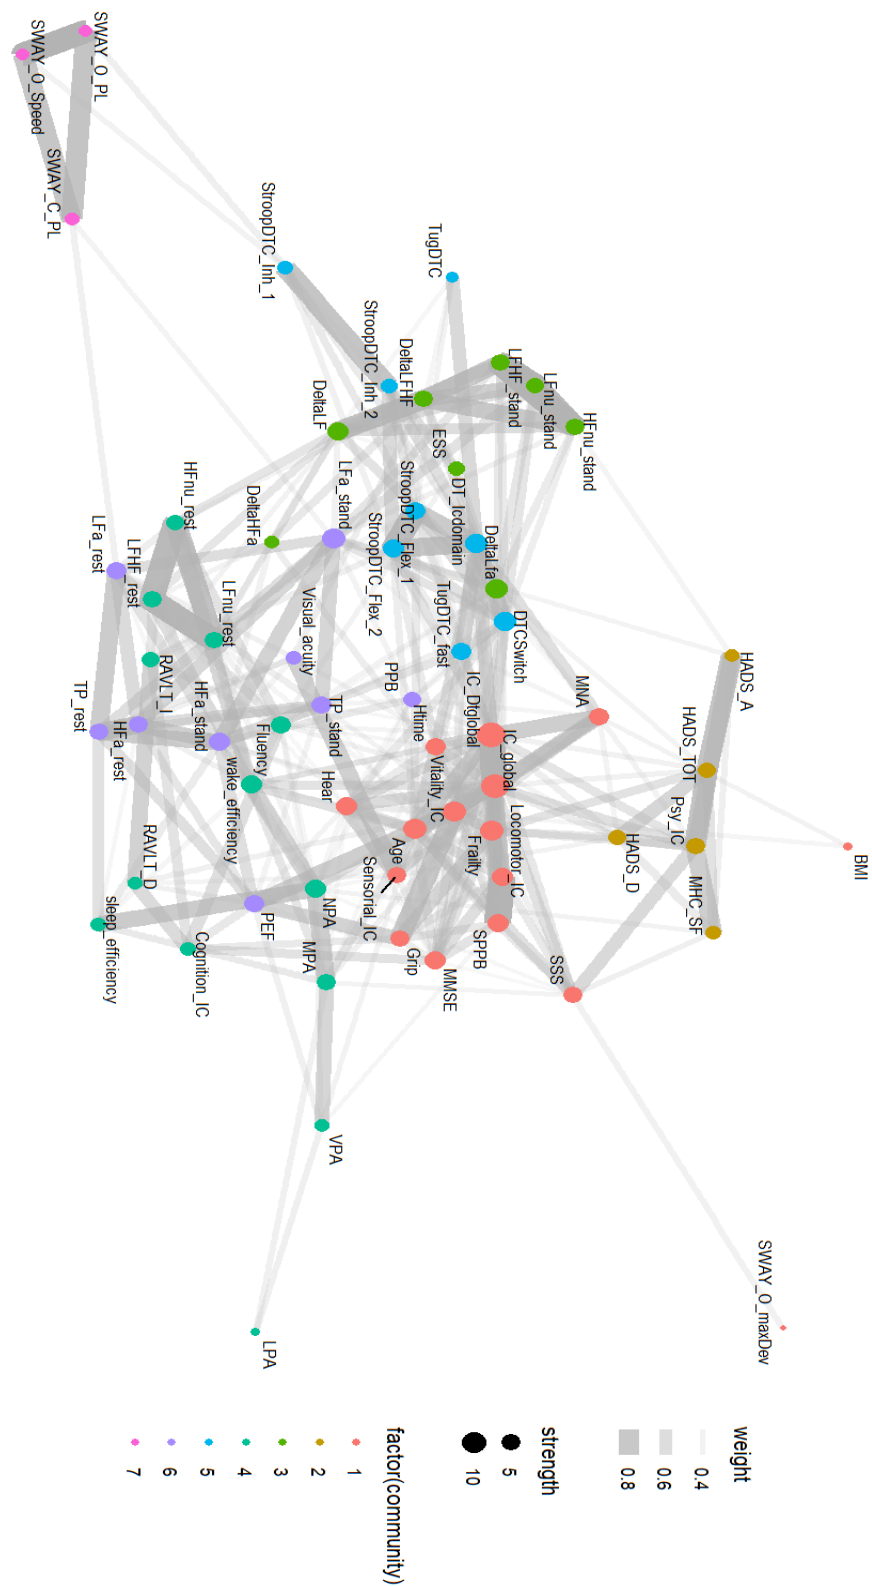 SWAY_O_PL
SWAY_O_Speed
SWAY_C_PL
StroopDTC_Inh_1
TugDTC
StroopDTC_Inh_2
DeltaLFHF
LFHF_stand
LFnu_stand
HFnu_stand
DeltaLF
ESS
DT_Icdomain
StroopDTC_Flex_1
StroopDTC_Flex_2
LFa_stand
DeltaHFa
HFnu_rest
LFa_rest
LFHF_rest
LFnu_rest
DeltaLfa
DTCSwitch
TugDTC_fast
Visual_acuity
PPB
RAVLT_I
HFa_stand
TP_rest
HFa_rest
TP_stand
Fluency
Htime
IC_Dtglobal
MNA
HADS_A
HADS_TOT
IC_global
Vitality_IC
Hear
wake_efficiency
Locomotor_IC
Frailty
Age
Sensorial_IC
HADS_D
Psy_IC
BMI
MHC_SF
RAVLT_D
sleep_efficiency
PEF
NPA
Cognition_IC
MPA
Grip
MMSE
SPPB
SSS
VPA
LPA
SWAY_O_maxDev
weight
0.4
0.6
0.8
strength
5
10
factor(community)
1
2
3
4
5
6
7